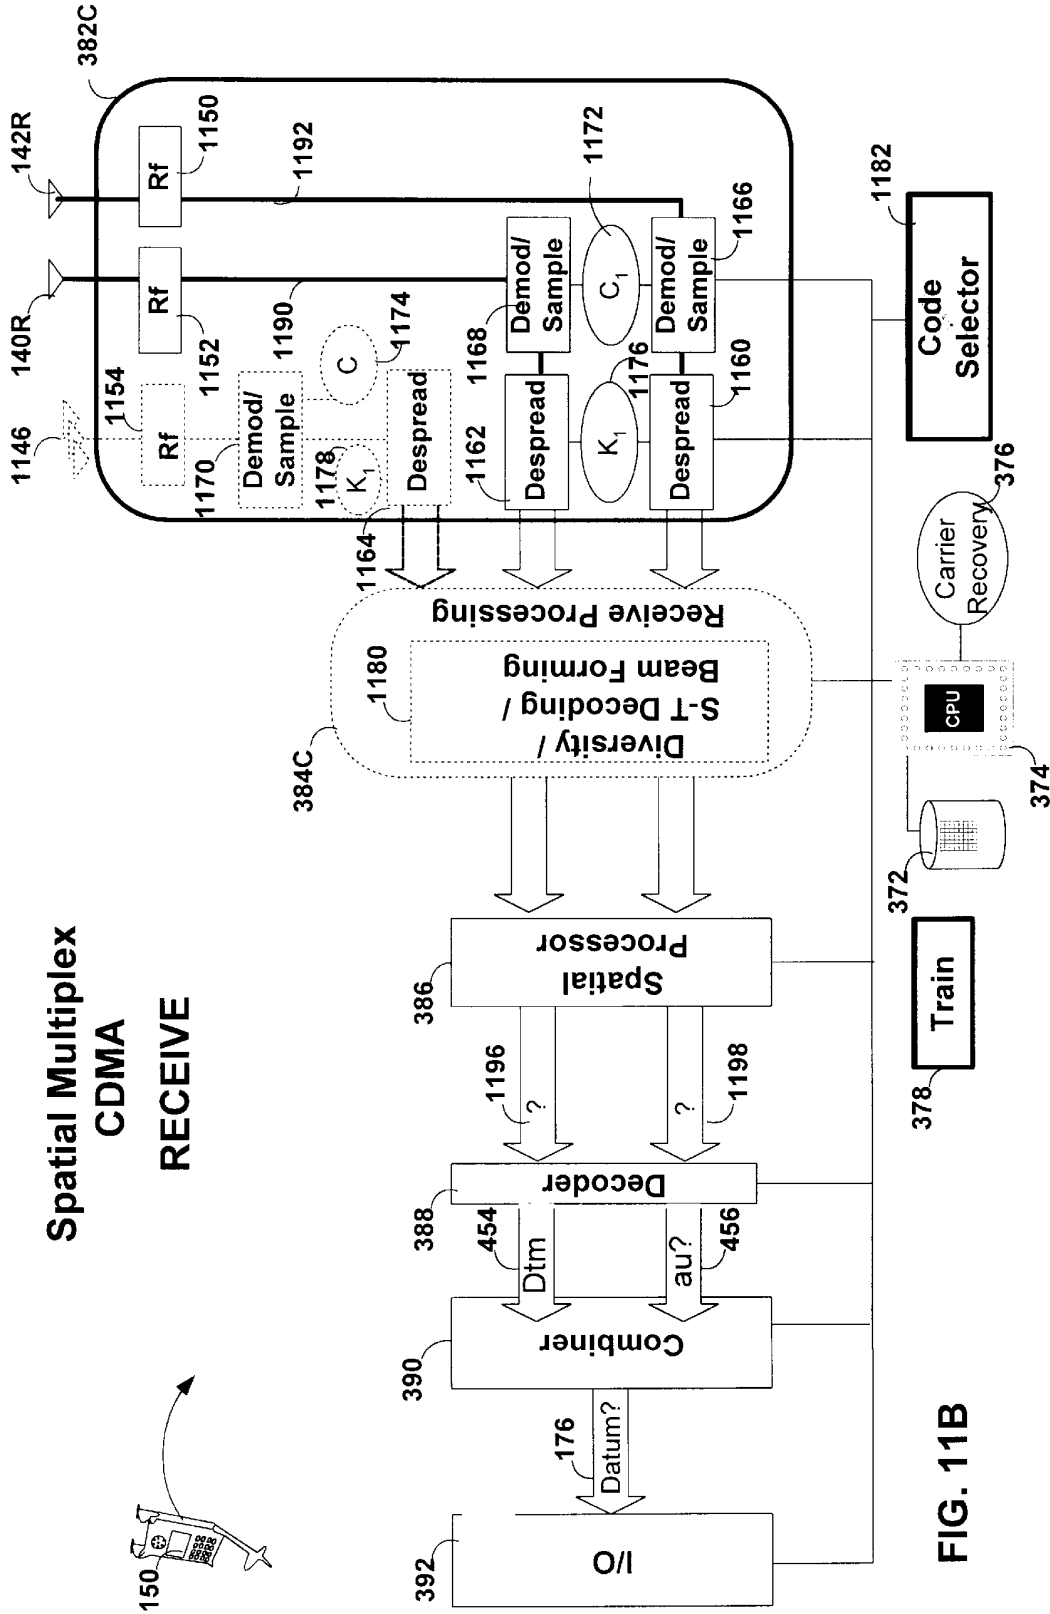 Spatial Multiplex
CDMA
RECEIVE
150
382C
142R
140R
1146
Rf
1150
Rf
1152
Rf
1154
1192
1190
Demod/
Sample
1170
C
1174
K1
1178
Despread
1164
Demod/
Sample
1168
C1
1172
Demod/
Sample
1166
Despread
1162
K1
1176
Despread
1160
Receive Processing
384C
Diversity /
S-T Decoding /
Beam Forming
1180
Spatial
Processor
386
?
1196
?
1198
Decoder
388
Dtm
454
au?
456
Combiner
390
Datum?
176
I/O
392
Train
378
372
CPU
374
Carrier
Recovery
376
Code
Selector
1182
FIG. 11B